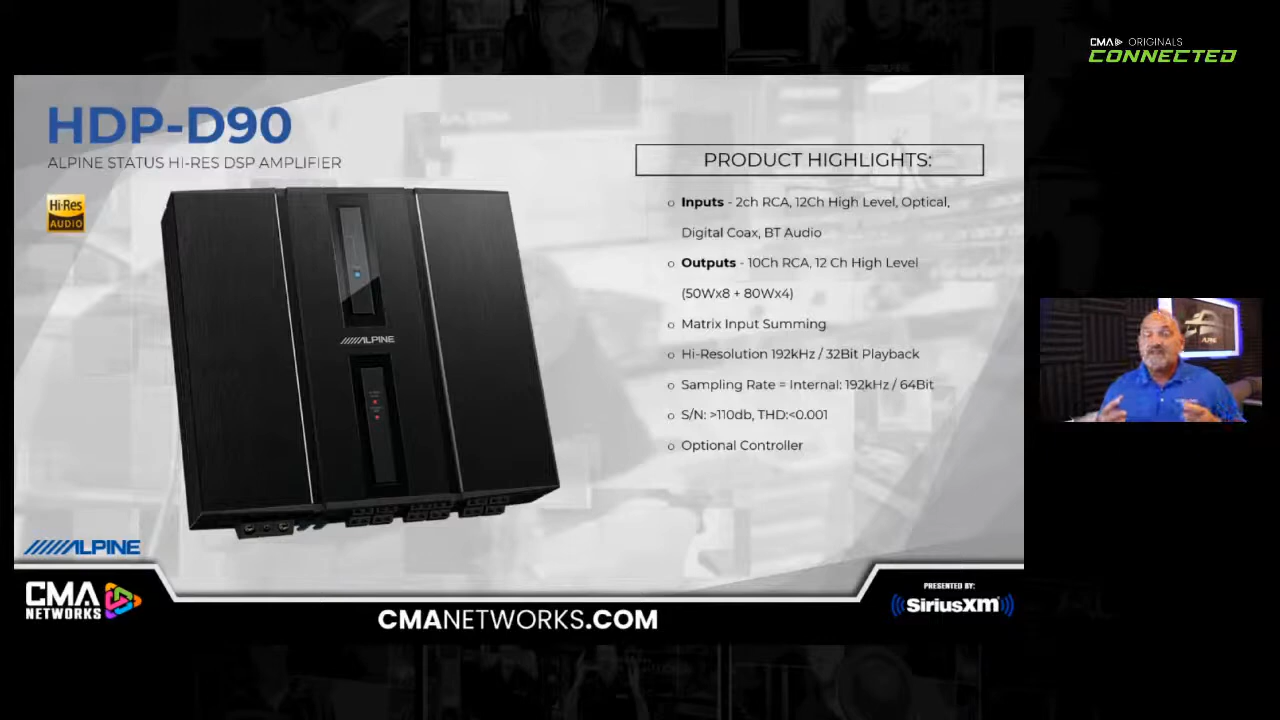 CMA ORIGINALS
CONNECTED
HDP-D90
ALPINE STATUS HI-RES DSP AMPLIFIER
Hi-Res
AUDIO
PRODUCT HIGHLIGHTS:
Inputs - 2ch RCA, 12Ch High Level, Optical,
Digital Coax, BT Audio
Outputs - 10Ch RCA, 12 Ch High Level
(50Wx8 + 80Wx4)
Matrix Input Summing
Hi-Resolution 192kHz / 32Bit Playback
Sampling Rate = Internal: 192kHz / 64Bit
S/N: >110db, THD:<0.001
Optional Controller
ALPINE
ALPINE
CMA
NETWORKS
CMANETWORKS.COM
PRESENTED BY:
SiriusXM